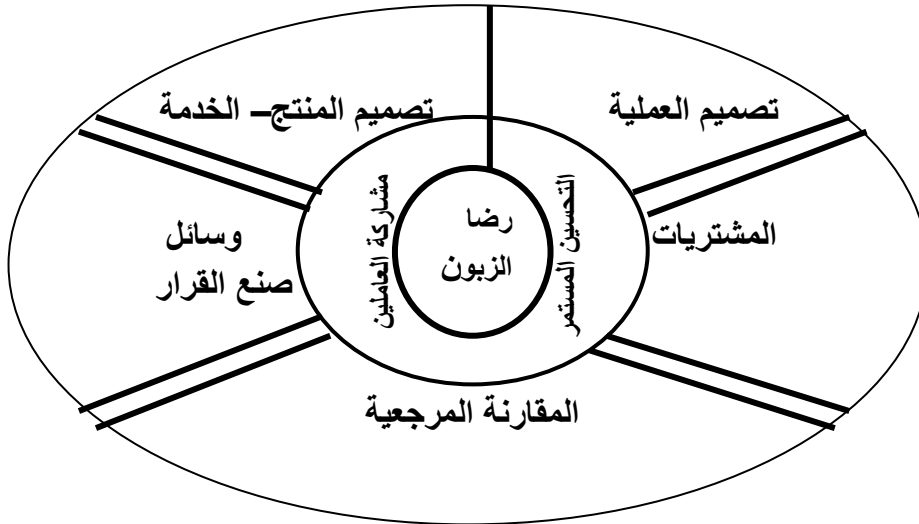 تصميم العملية
تصميم المنتج– الخدمة
المشتريات
التحسين المستمر
رضا
الزبون
مشاركة العاملين
وسائل
صنع القرار
المقارنة المرجعية